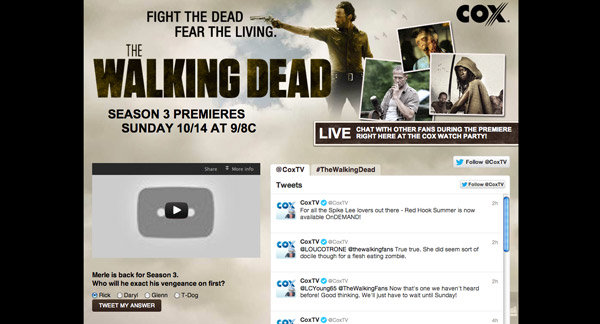 FIGHT THE DEAD
FEAR THE LIVING.
COX
THE
WALKING DEAD
SEASON 3 PREMIERES
SUNDAY 10/14 AT 9/8C
LIVE
CHAT WITH OTHER FANS DURING THE PREMIERE
RIGHT HERE AT THE COX WATCH PARTY!
Follow @CoxTV
Share More info
@CoxTV #TheWalkingDead
Tweets Follow @CoxTV
COX CoxTV @CoxTV 2h
For all the Spike Lee lovers out there - Red Hook Summer is now
available OnDEMAND!
COX CoxTV @CoxTV 2h
@LOUCOTRONE @thewalkingfans True true. She did seem sort of
docile though for a flesh eating zombie.
COX CoxTV @CoxTV 2h
@LCYoung65 @TheWalkingFans Now that's one we haven't heard
before! Good thinking. We'll just have to wait until Sunday!
CoxTV @CoxTV 4h
Merle is back for Season 3.
Who will he exact his vengeance on first?
Rick Daryl Glenn T-Dog
TWEET MY ANSWER